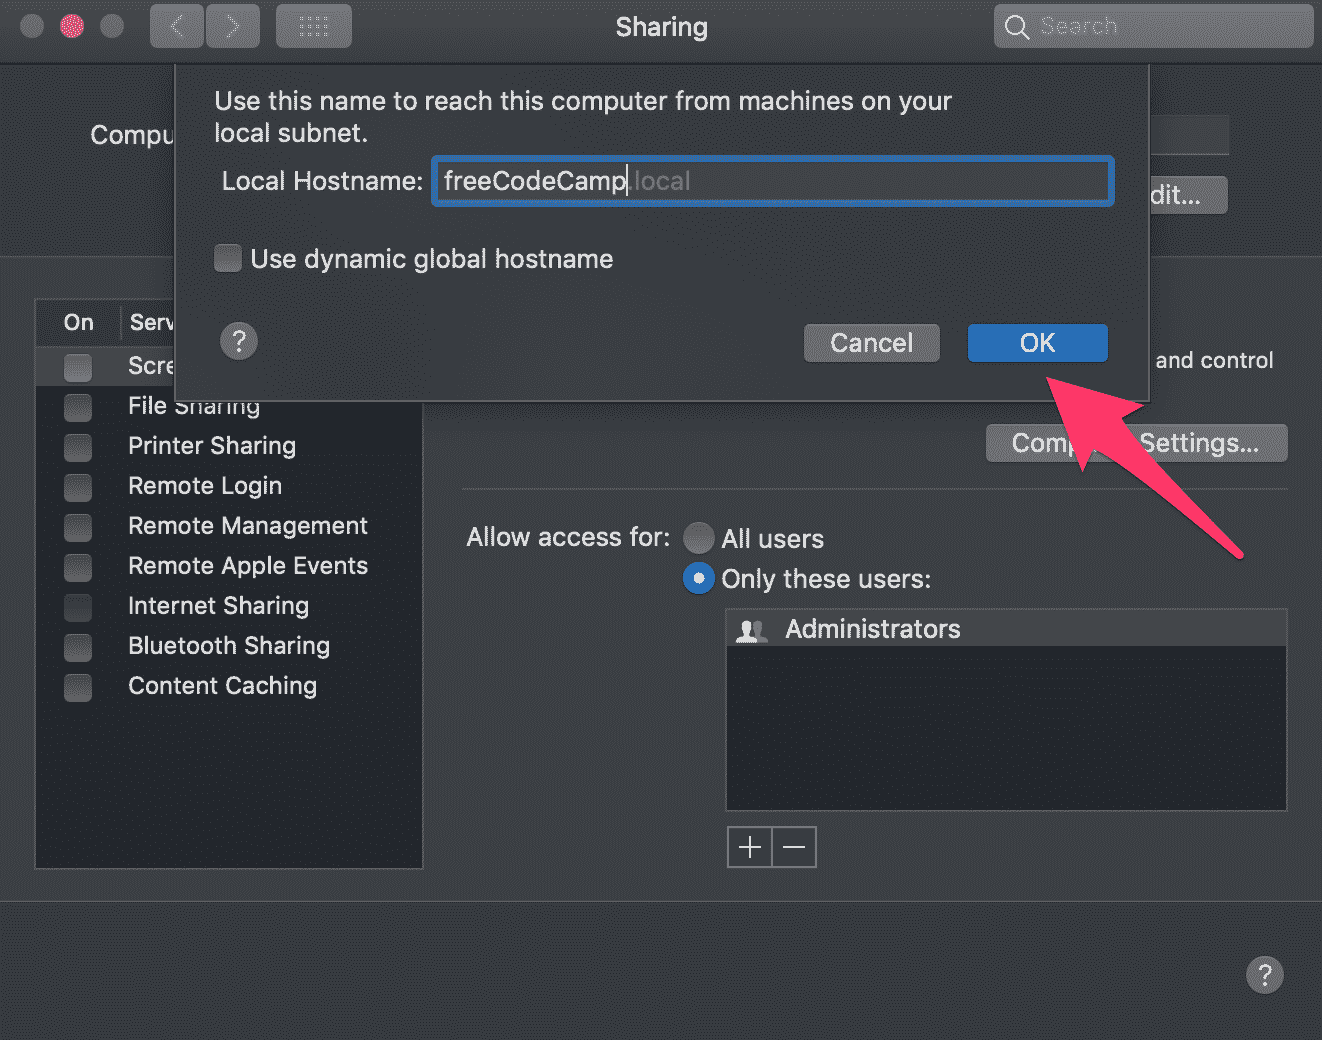 Sharing
Search
Use this name to reach this computer from machines on your
local subnet.
Compu
Local Hostname: freeCodeCamp.local
dit...
Use dynamic global hostname
?
Cancel
OK
On
Serv
Scre
and control
File Sharing
Settings...
Printer Sharing
Remote Login
Remote Management
Remote Apple Events
Internet Sharing
Bluetooth Sharing
Content Caching
Allow access for:
All users
Only these users:
Administrators
?